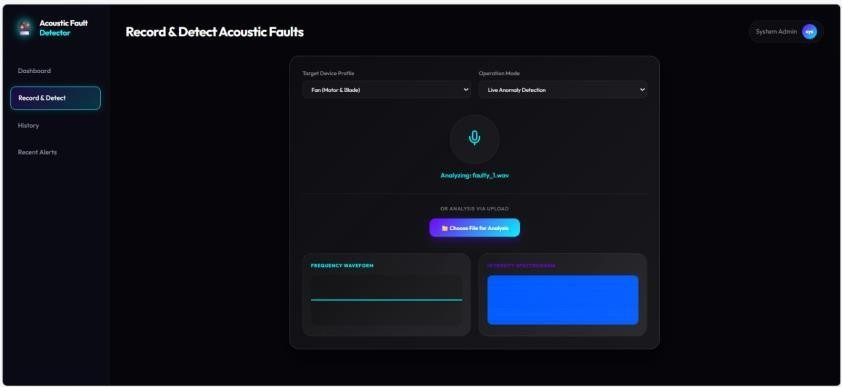 Acoustic Fault
Detector
Record & Detect Acoustic Faults
System Admin
sys
Dashboard
Record & Detect
History
Recent Alerts
Target Device Profile
Operation Mode
Fan (Motor & Blade)
Live Anomaly Detection
Analyzing: faulty_1.wav
OR ANALYSIS VIA UPLOAD
Choose File for Analysis
FREQUENCY WAVEFORM
INTENSITY SPECTROGRAM